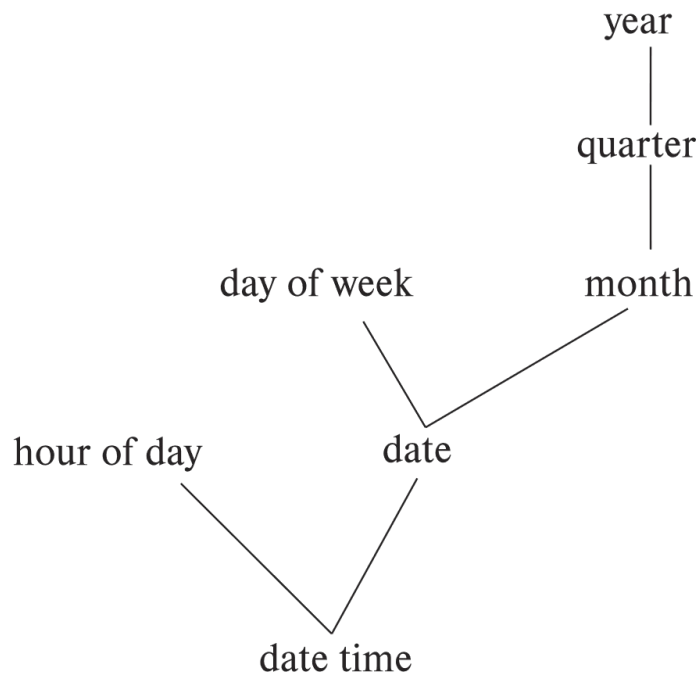 year
quarter
day of week
month
hour of day
date
date time